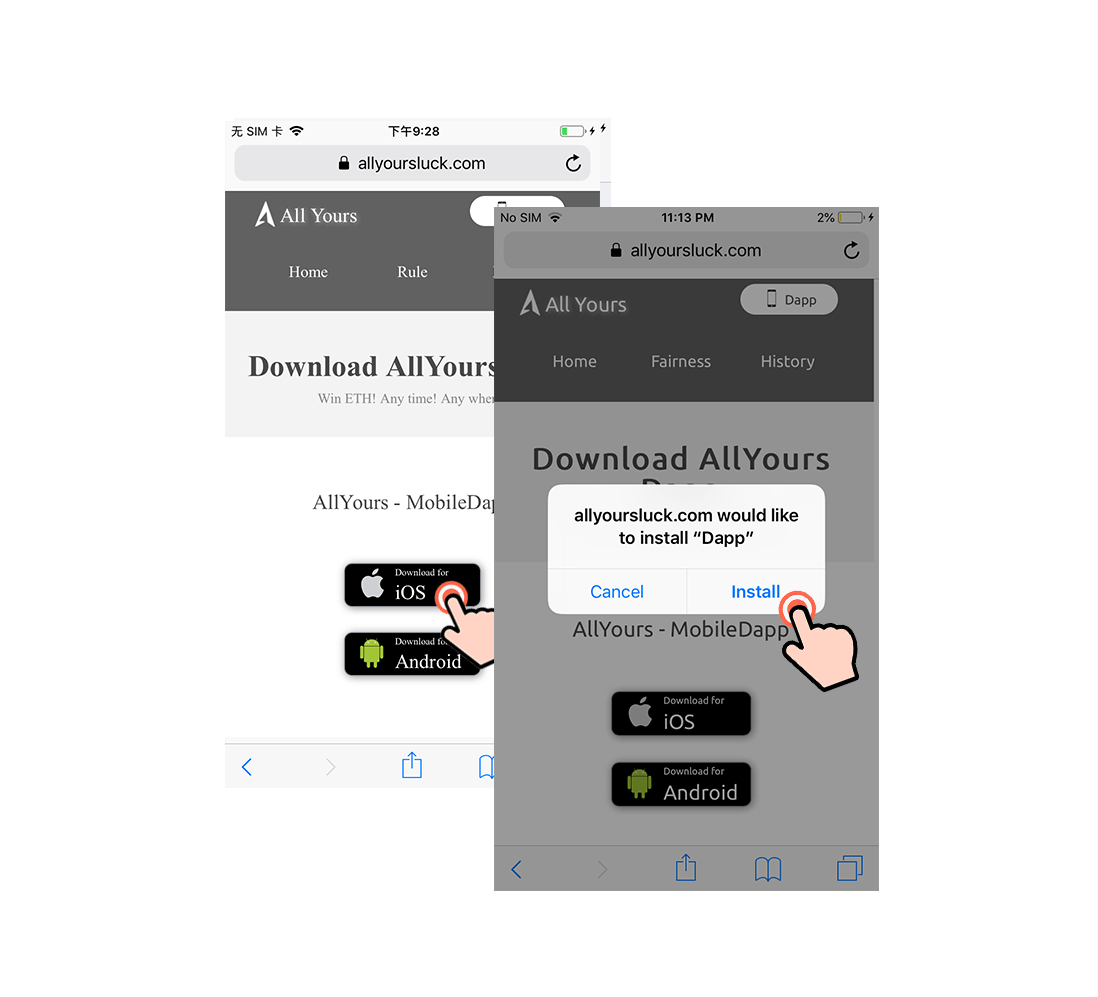 无 SIM 卡
下午9:28
allyoursluck.com
All Yours
Home
Rule
Download AllYours
Win ETH! Any time! Any
AllYours - MobileDap
Download for
iOS
Download for
Android
No SIM
11:13 PM
2%
allyoursluck.com
All Yours
Dapp
Home
Fairness
History
Download AllYours
Dapp
allyoursluck.com would like
to install “Dapp”
Cancel
Install
AllYours - MobileDapp
Download for
iOS
Download for
Android